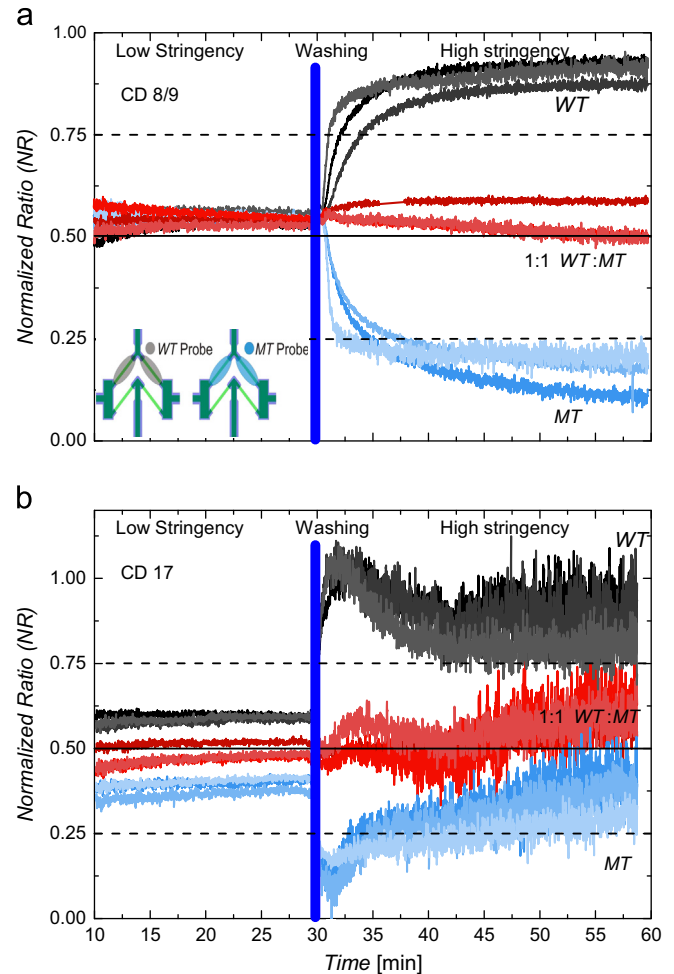 a
Low Stringency Washing High stringency
CD 8/9
WT
1:1 WT:MT
MT
WT Probe MT Probe
1.00
0.75
0.50
0.25
0.00
Normalized Ratio (NR)
b
Low Stringency Washing High stringency
CD 17
WT
1:1 WT:MT
MT
1.00
0.75
0.50
0.25
0.00
Normalized Ratio (NR)
10 15 20 25 30 35 40 45 50 55 60
Time [min]